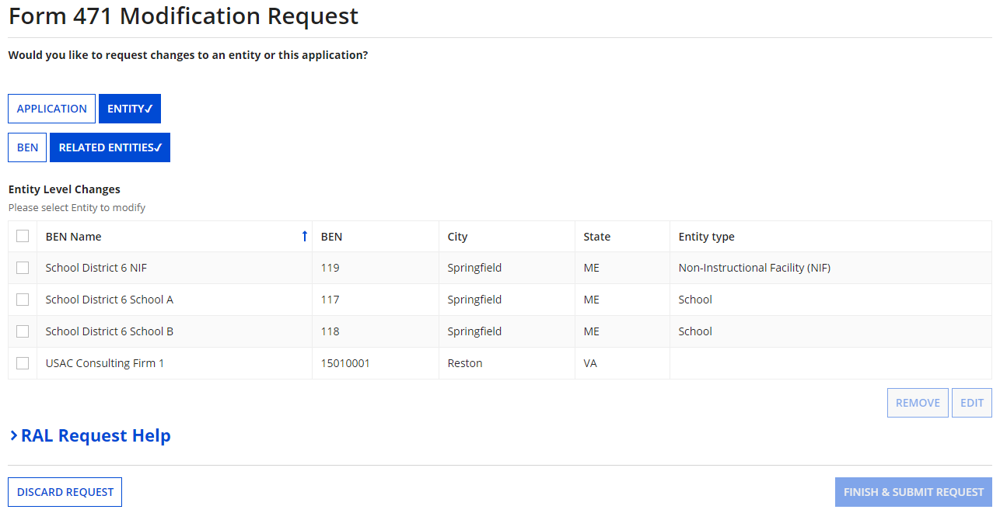 Form 471 Modification Request
Would you like to request changes to an entity or this application?
APPLICATION ENTITY✓
BEN RELATED ENTITIES✓
Entity Level Changes
Please select Entity to modify
BEN Name ↑ BEN City State Entity type
School District 6 NIF 119 Springfield ME Non-Instructional Facility (NIF)
School District 6 School A 117 Springfield ME School
School District 6 School B 118 Springfield ME School
USAC Consulting Firm 1 15010001 Reston VA
REMOVE EDIT
RAL Request Help
DISCARD REQUEST FINISH & SUBMIT REQUEST